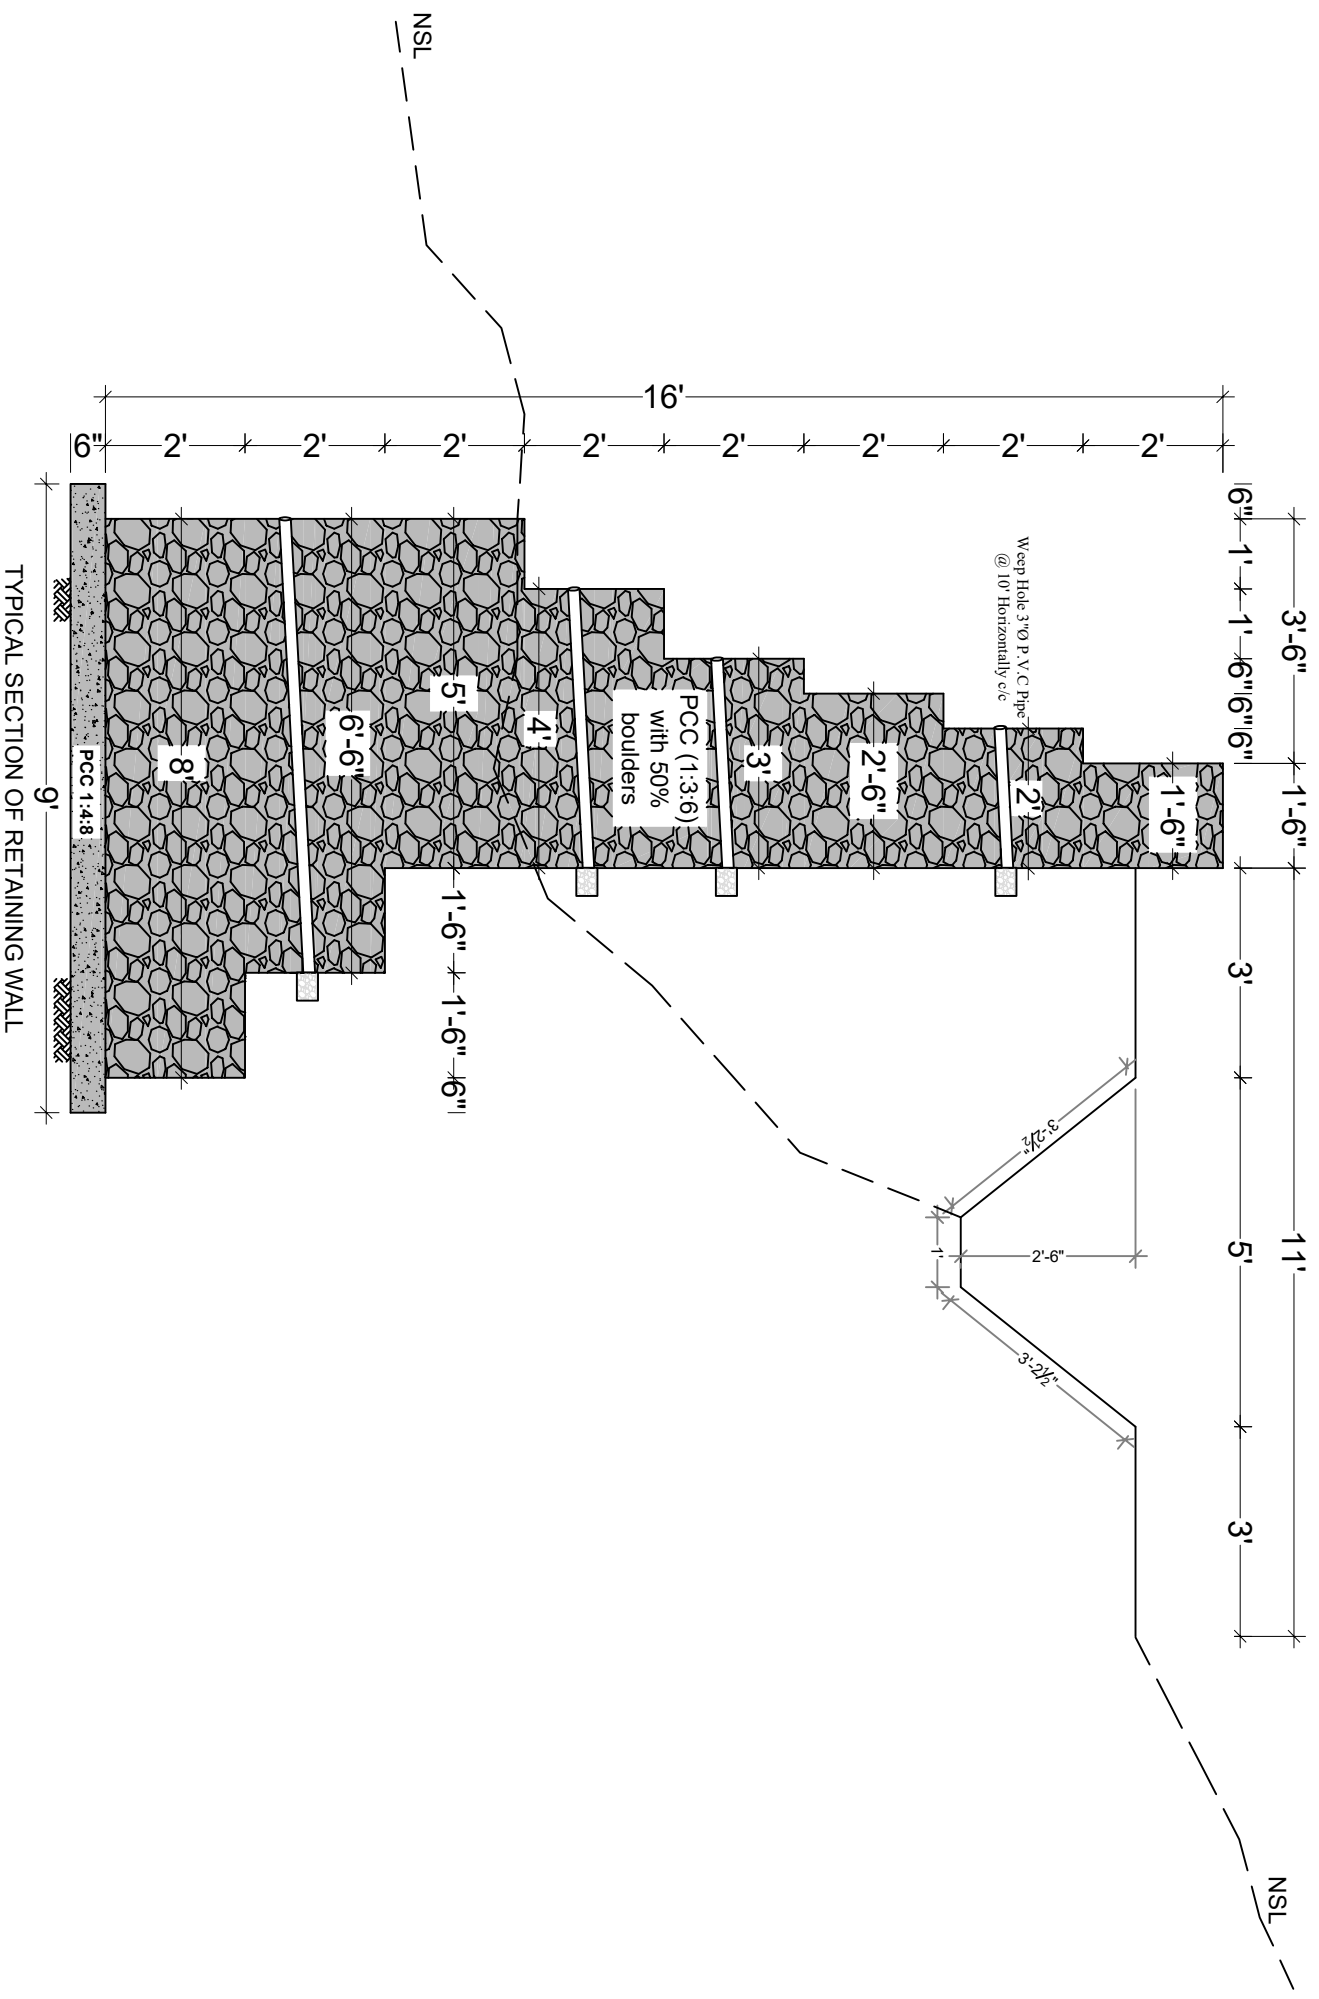 NSL
3'-6" 1'-6" 11'
6" 1' 1' 6" 6" 6" 3' 5' 3'
2' 1'-6"
Weep Hole 3"Ø P.V.C Pipe
@ 10' Horizontally c/c
2' 2' 3'-2½" 2'-6" 3'-2½"
1'
2' 2'-6"
2' 3'
16'
PCC (1:3:6)
with 50%
boulders
2' 4'
2' 5' 1'-6" 1'-6" 6"
NSL
2' 6'-6"
2' 8'
6" PCC 1:4:8
9'
TYPICAL SECTION OF RETAINING WALL